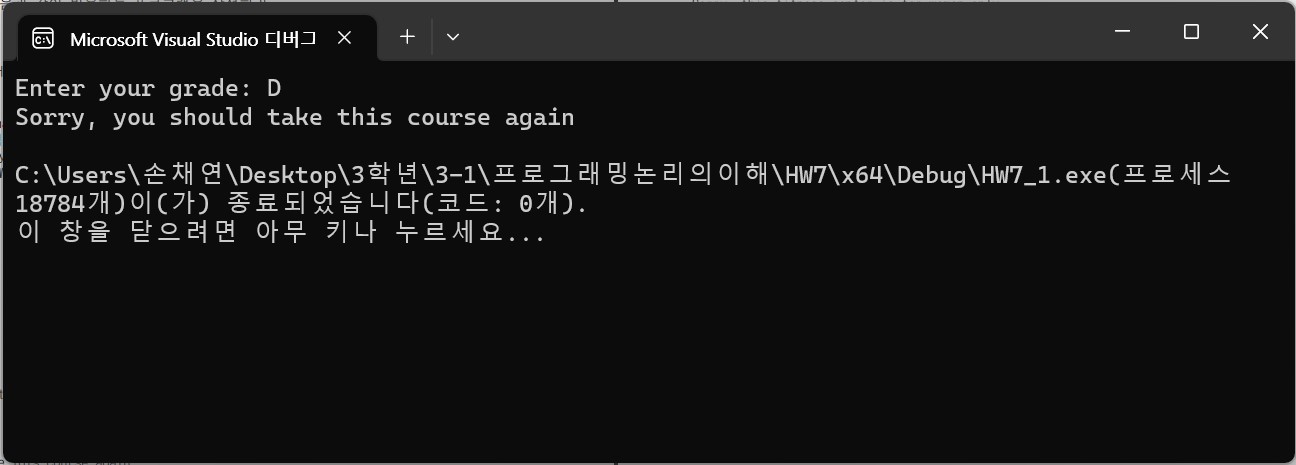 Microsoft Visual Studio 디버그
Enter your grade: D
Sorry, you should take this course again
C:\Users\손채연\Desktop\3학년\3-1\프로그래밍논리의이해\HW7\x64\Debug\HW7_1.exe(프로세스
18784개)이(가) 종료되었습니다(코드: 0개).
이 창을 닫으려면 아무 키나 누르세요...